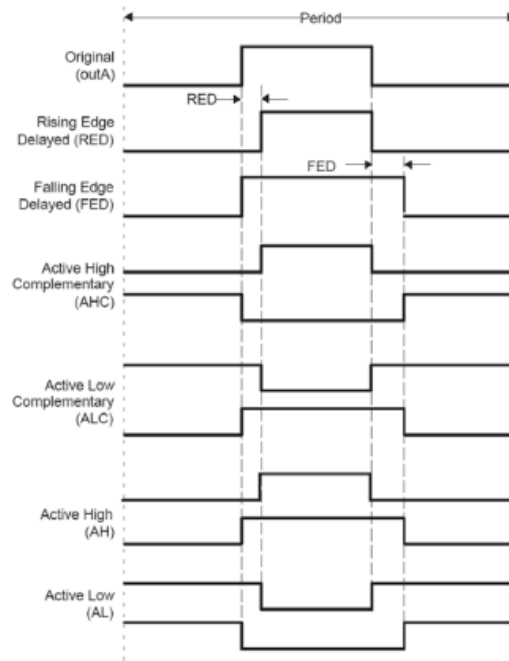 Period
Original
(outA)
RED
Rising Edge
Delayed (RED)
FED
Falling Edge
Delayed (FED)
Active High
Complementary
(AHC)
Active Low
Complementary
(ALC)
Active High
(AH)
Active Low
(AL)